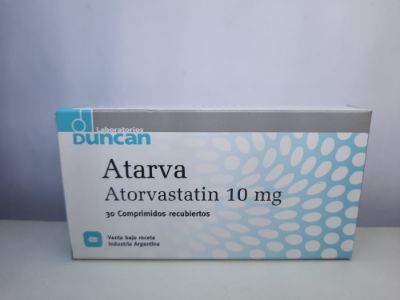 Laboratorios
Duncan
Atarva
Atorvastatin 10 mg
30 Comprimidos recubiertos
Venta bajo receta
Industria Argentina